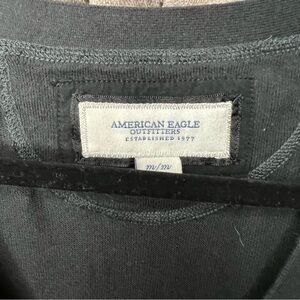 AMERICAN EAGLE
OUTFITTERS
ESTABLISHED 1977
m/m